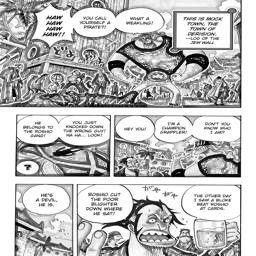 HAW
HAW
HAW
HAW!!
YOU CALL
YOURSELF A
PIRATE?!
WHAT A
WEAKLING!
THIS IS MOCK
TOWN, THE
TOWN OF
DERISION.
—LOG OF THE
JEW WALL
HE
BELONGS TO
THE ROSHIO
GANG!
YOU JUST
KNOCKED DOWN
THE WRONG GUY!
HA HA... LOOK!
HEY YOU!
I'M A
CHAMPION
GRAPPLER!
DON'T YOU
KNOW WHO
I AM?
HE'S
A DEVIL,
HE IS.
ROSHIO CUT
THE POOR
BLIGHTER
DOWN WHERE
HE SAT!
THE OTHER DAY
I SAW A BLOKE
BEAT ROSHIO
AT CARDS.